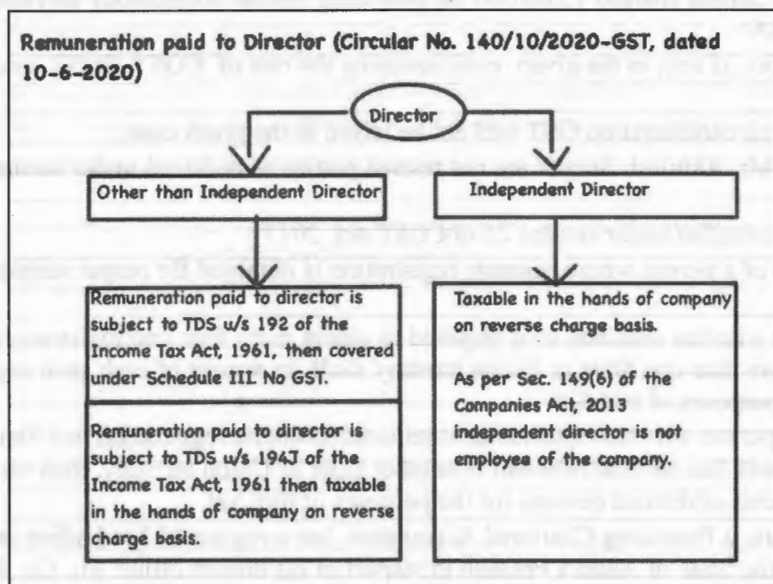 Remuneration paid to Director (Circular No. 140/10/2020-GST, dated
10-6-2020)
Director
Other than Independent Director
Independent Director
Remuneration paid to director is
subject to TDS u/s 192 of the
Income Tax Act, 1961, then covered
under Schedule III No GST.
Remuneration paid to director is
subject to TDS u/s 194J of the
Income Tax Act, 1961 then taxable
in the hands of company on reverse
charge basis.
Taxable in the hands of company
on reverse charge basis.
As per Sec. 149(6) of the
Companies Act, 2013
independent director is not
employee of the company.